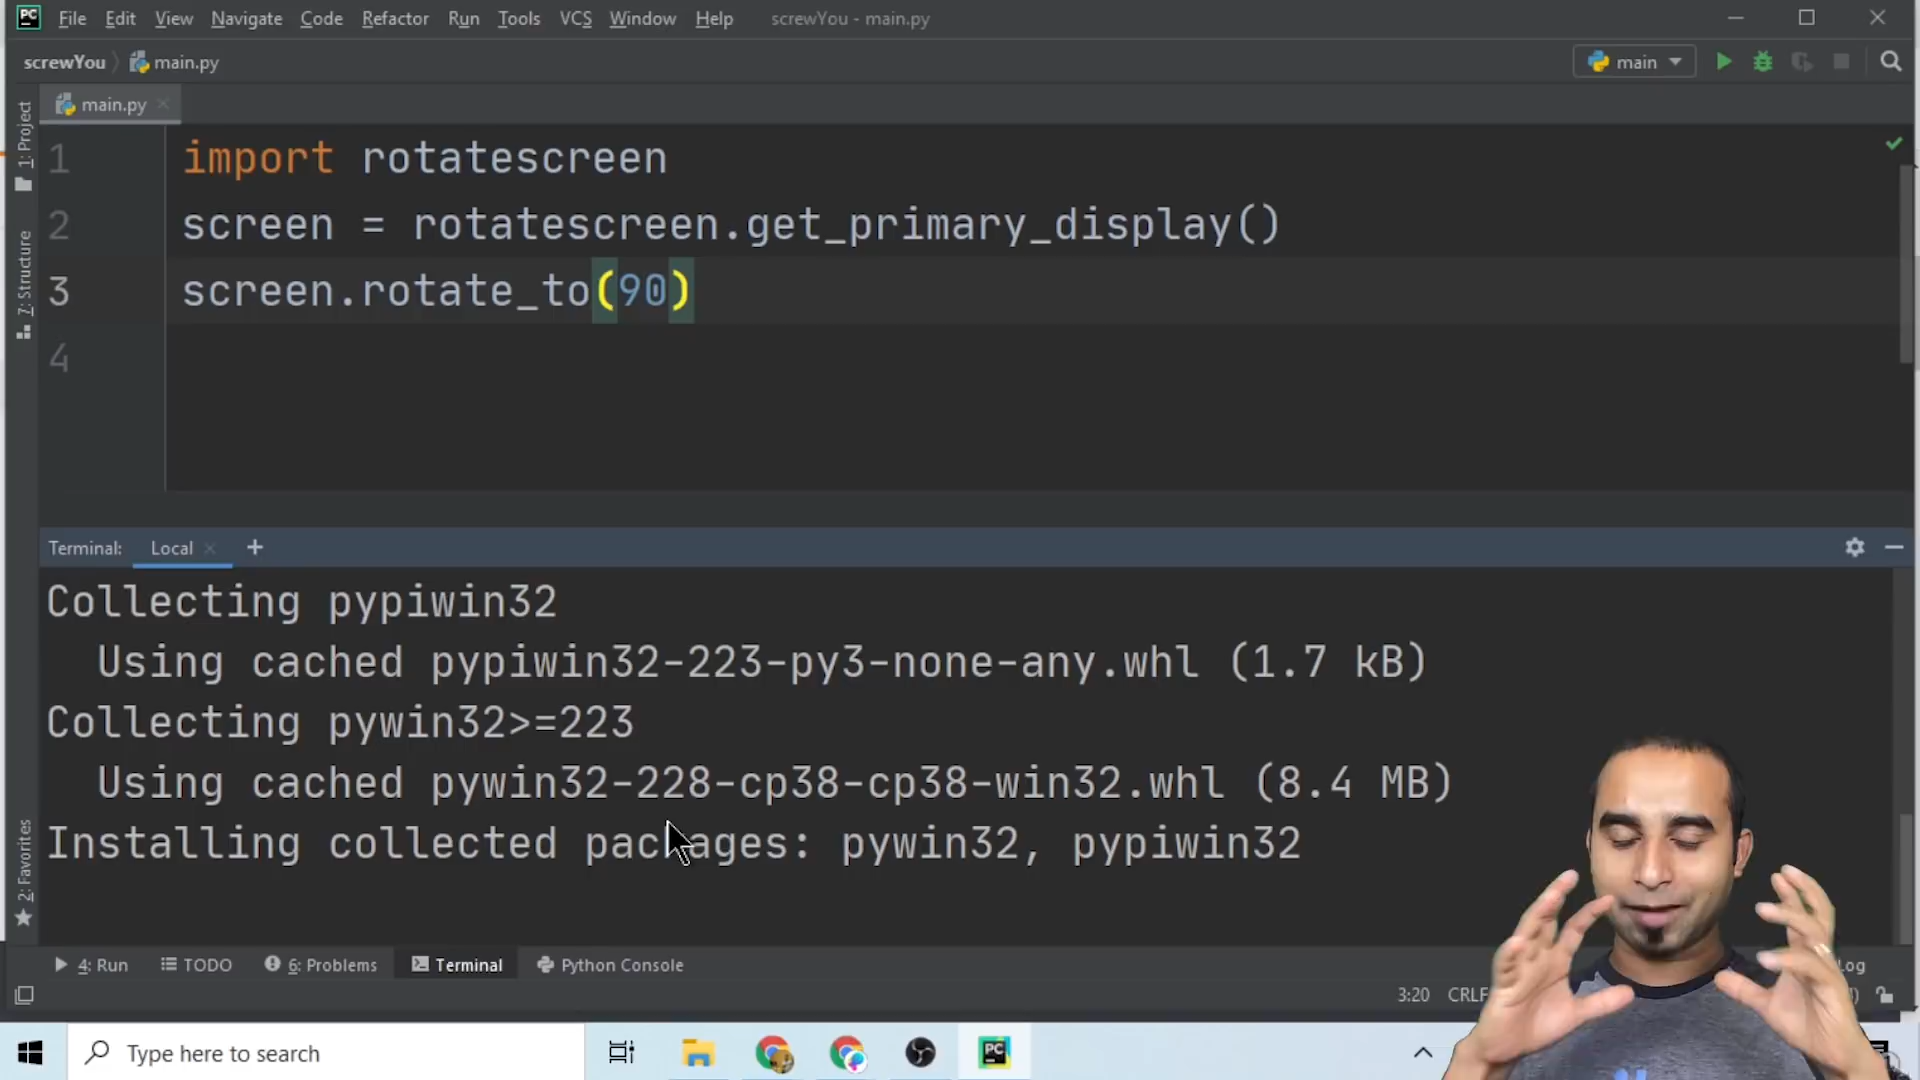 PC File Edit View Navigate Code Refactor Run Tools VCS Window Help screwYou - main.py
screwYou main.py main
main.py
1: Project
7: Structure
2: Favorites
1 import rotatescreen
2 screen = rotatescreen.get_primary_display()
3 screen.rotate_to(90)
4
Terminal: Local +
Collecting pypiwin32
Using cached pypiwin32-223-py3-none-any.whl (1.7 kB)
Collecting pywin32>=223
Using cached pywin32-228-cp38-cp38-win32.whl (8.4 MB)
Installing collected packages: pywin32, pypiwin32
4: Run TODO 6: Problems Terminal Python Console
3:20 CRLF
Type here to search PC